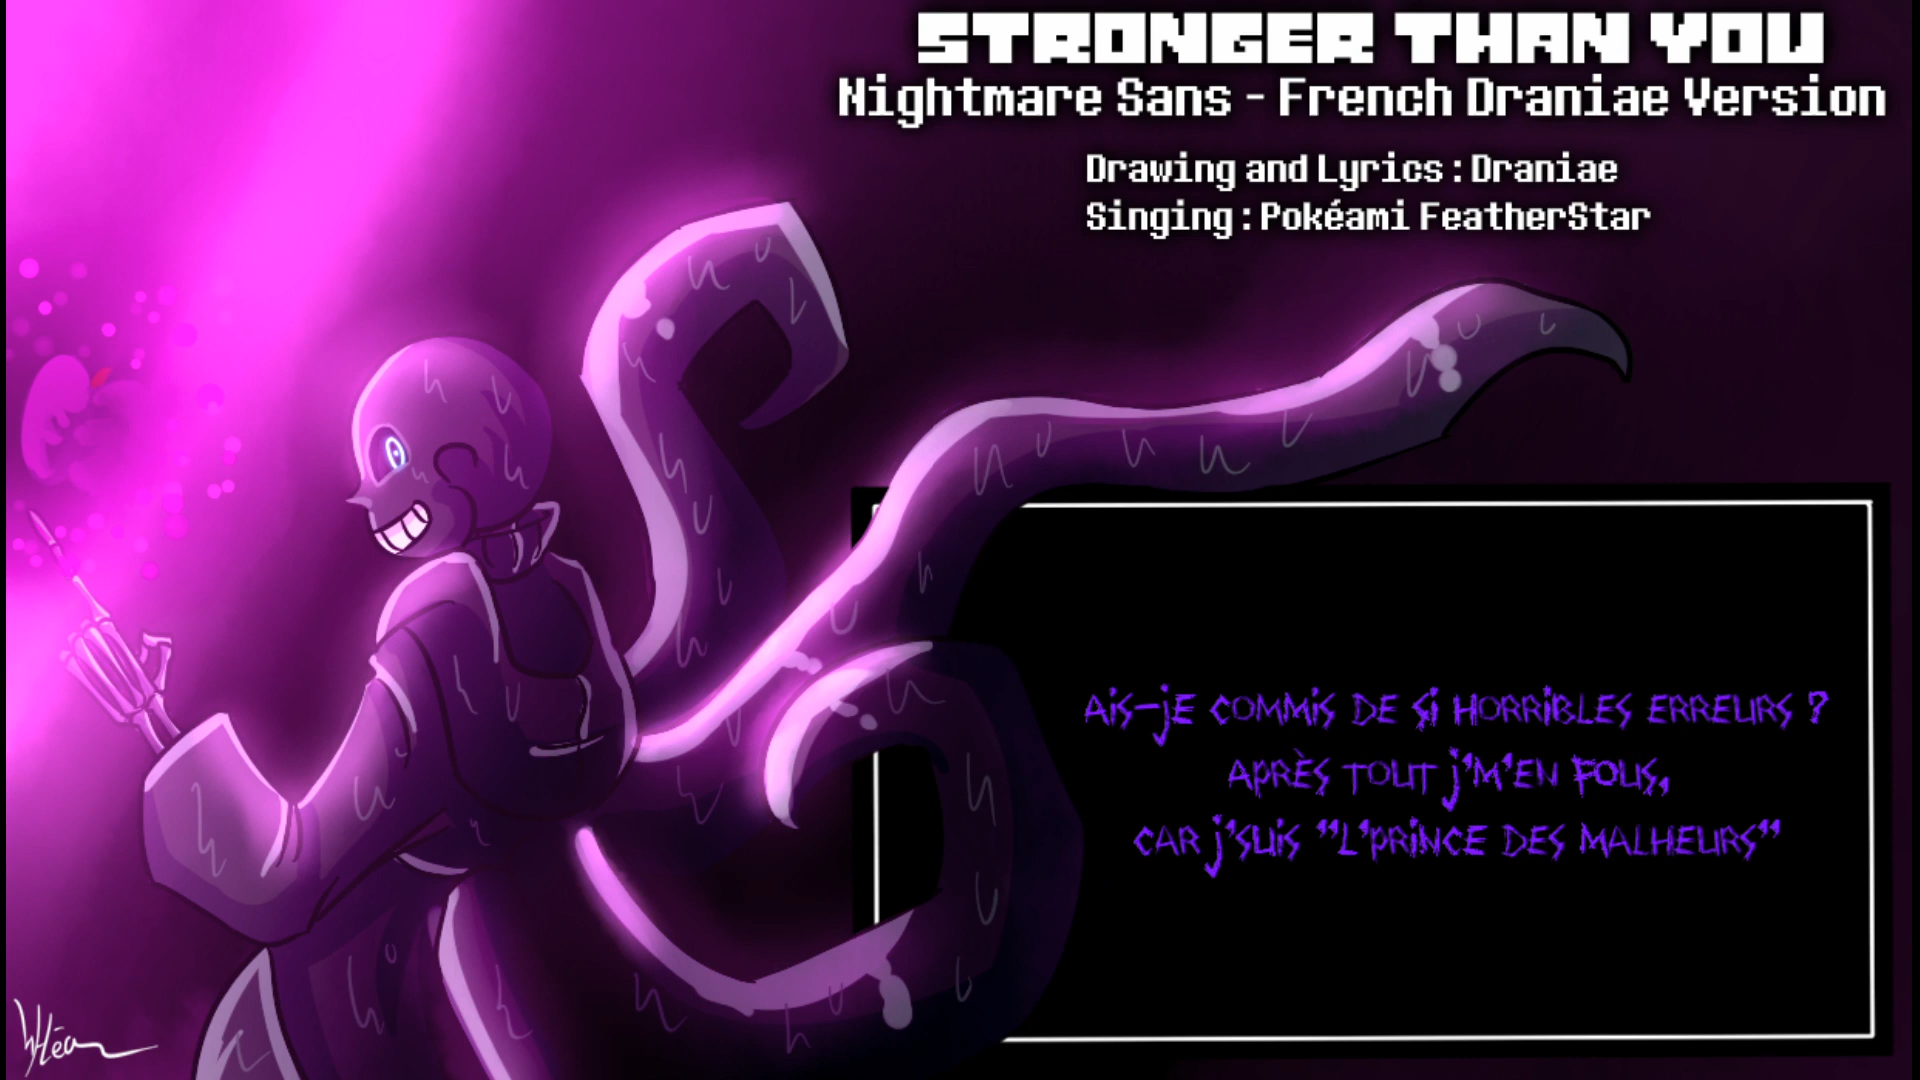 STRONGER THAN YOU
Nightmare Sans - French Draniae Version
Drawing and Lyrics : Draniae
Singing : Pokéami FeatherStar
Ais-je commis de si horribles erreurs ?
Après tout j'm'en fous,
car j'suis "l'prince des malheurs"